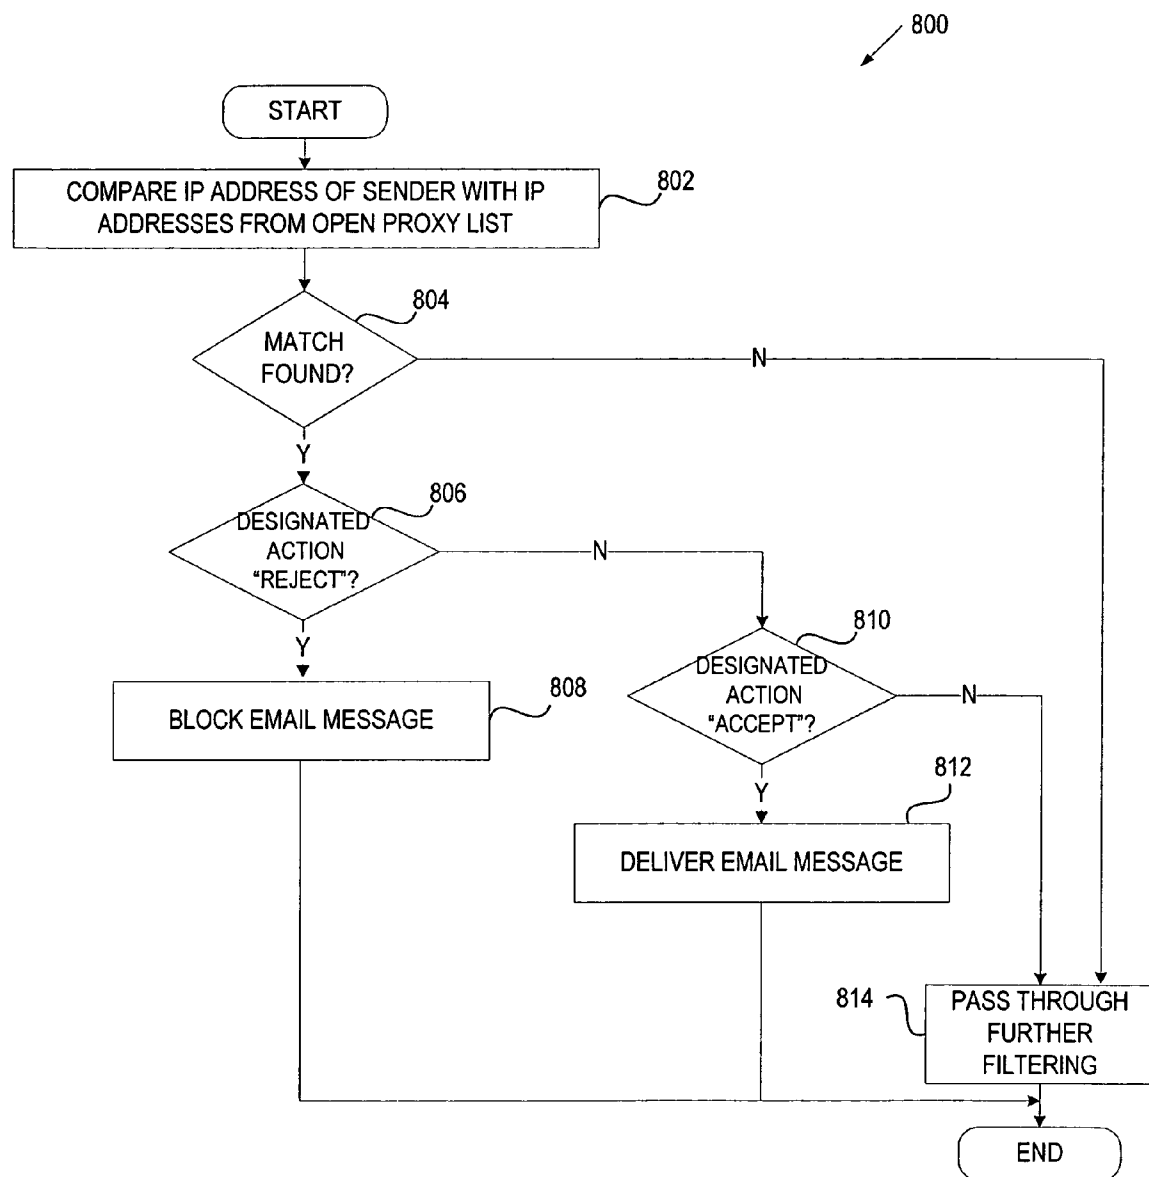 800
START
COMPARE IP ADDRESS OF SENDER WITH IP
ADDRESSES FROM OPEN PROXY LIST
802
804
MATCH
FOUND?
N
Y
806
DESIGNATED
ACTION
“REJECT”?
N
Y
810
DESIGNATED
ACTION
“ACCEPT”?
N
808
BLOCK EMAIL MESSAGE
Y
812
DELIVER EMAIL MESSAGE
814
PASS THROUGH
FURTHER
FILTERING
END